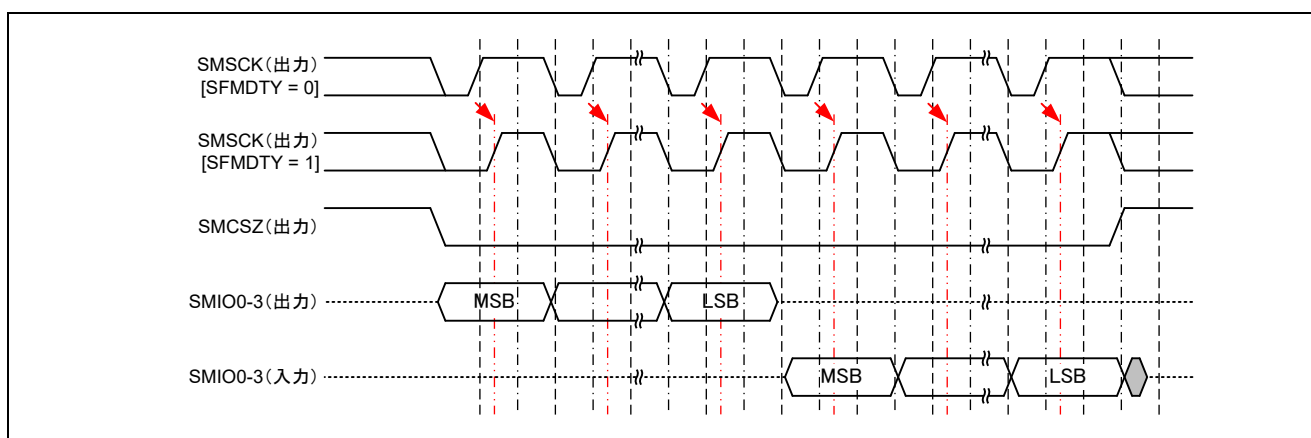 SMSCK(出力)
[SFMDTY = 0]
SMSCK(出力)
[SFMDTY = 1]
SMCSZ(出力)
SMIO0-3(出力)
MSB
LSB
SMIO0-3(入力)
MSB
LSB